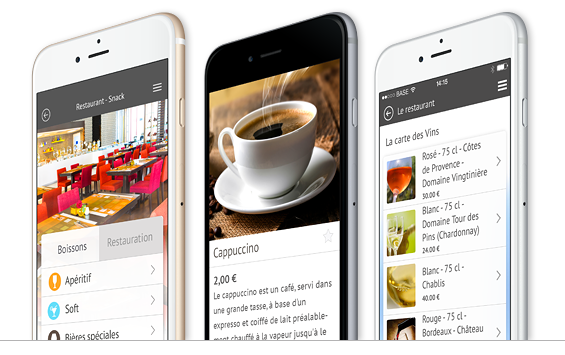 Restaurant - Snack
Boissons
Restauration
Apéritif
Soft
Bières spéciales
Cappuccino
2,00 €
Le cappuccino est un café, servi dans
une grande tasse, à base d'un
expresso et coiffé de lait préalable-
ment chauffé à la vapeur jusqu'à le
BASE
14:15
Le restaurant
La carte des Vins
Rosé - 75 cl - Côtes
de Provence -
Domaine Vingtinière
30.00 €
Blanc - 75 cl -
Domaine Tour des
Pins (Chardonnay)
24.00 €
Blanc - 75 cl -
Chablis
40.00 €
Rouge - 75 cl -
Bordeaux - Château